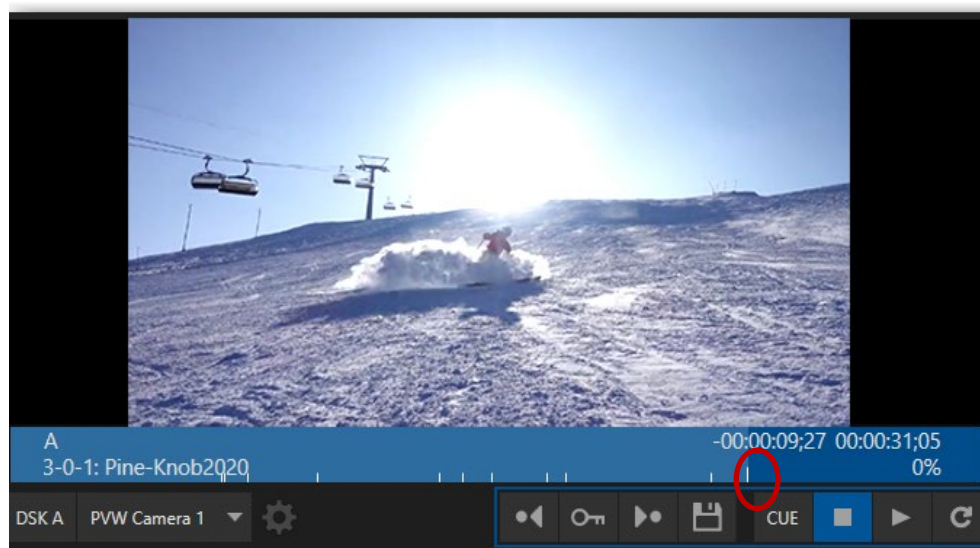 A -00:00:09;27 00:00:31;05
3-0-1: Pine-Knob2020 0%
DSK A PVW Camera 1 CUE